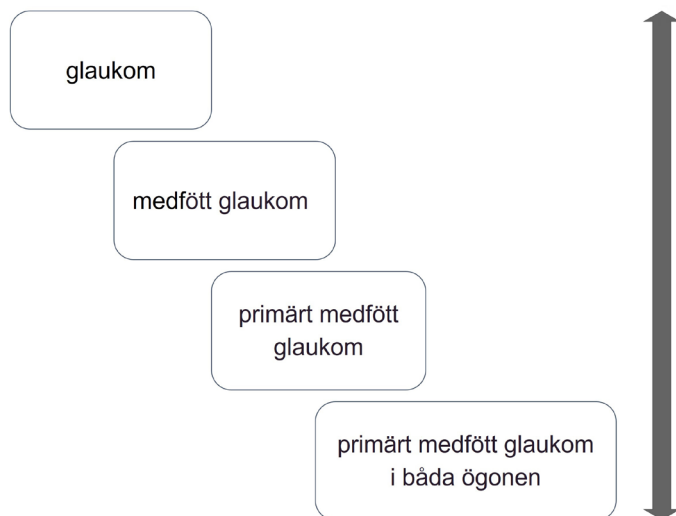 glaukom
medfött glaukom
primärt medfött
glaukom
primärt medfött glaukom
i båda ögonen